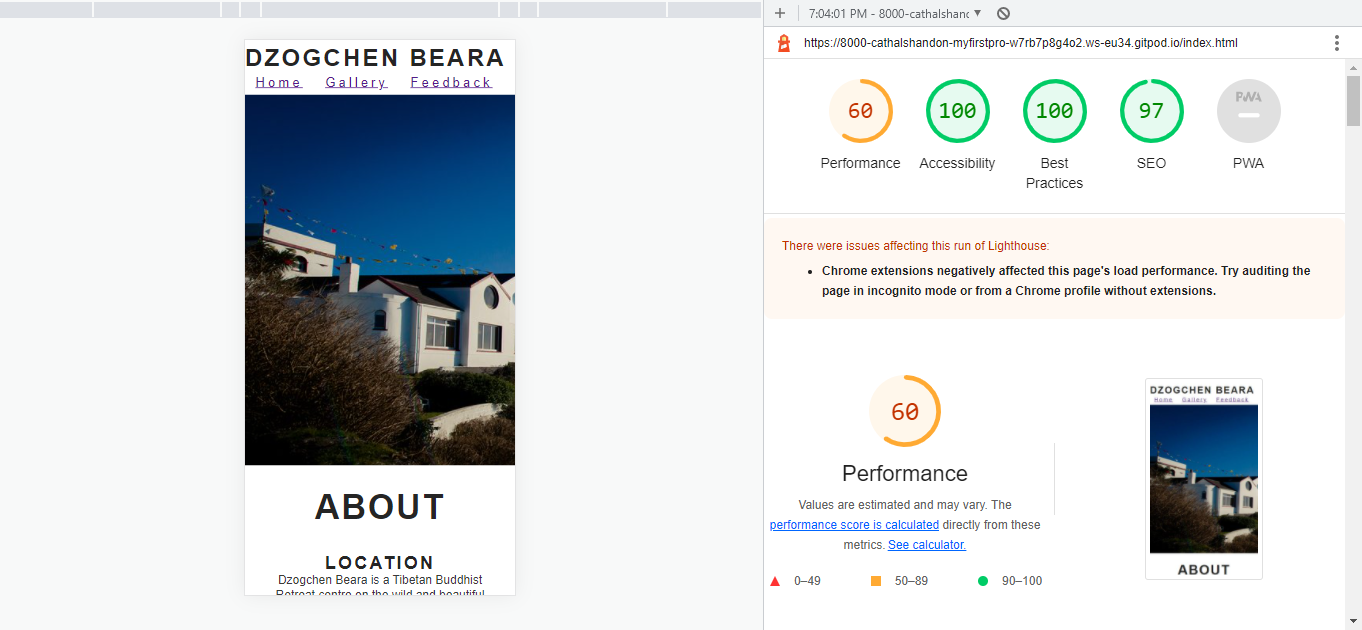 DZOGCHEN BEARA
Home Gallery Feedback
ABOUT
LOCATION
Dzogchen Beara is a Tibetan Buddhist
Retreat centre on the wild and beautiful
7:04:01 PM - 8000-cathalshand
https://8000-cathalshandon-myfirstpro-w7rb7p8g4o2.ws-eu34.gitpod.io/index.html
60 100 100 97 PWA
Performance Accessibility Best Practices SEO PWA
There were issues affecting this run of Lighthouse:
• Chrome extensions negatively affected this page's load performance. Try auditing the
page in incognito mode or from a Chrome profile without extensions.
60
Performance
Values are estimated and may vary. The
performance score is calculated directly from these
metrics. See calculator.
0–49 50–89 90–100
DZOGCHEN BEARA
Home Gallery Feedback
ABOUT